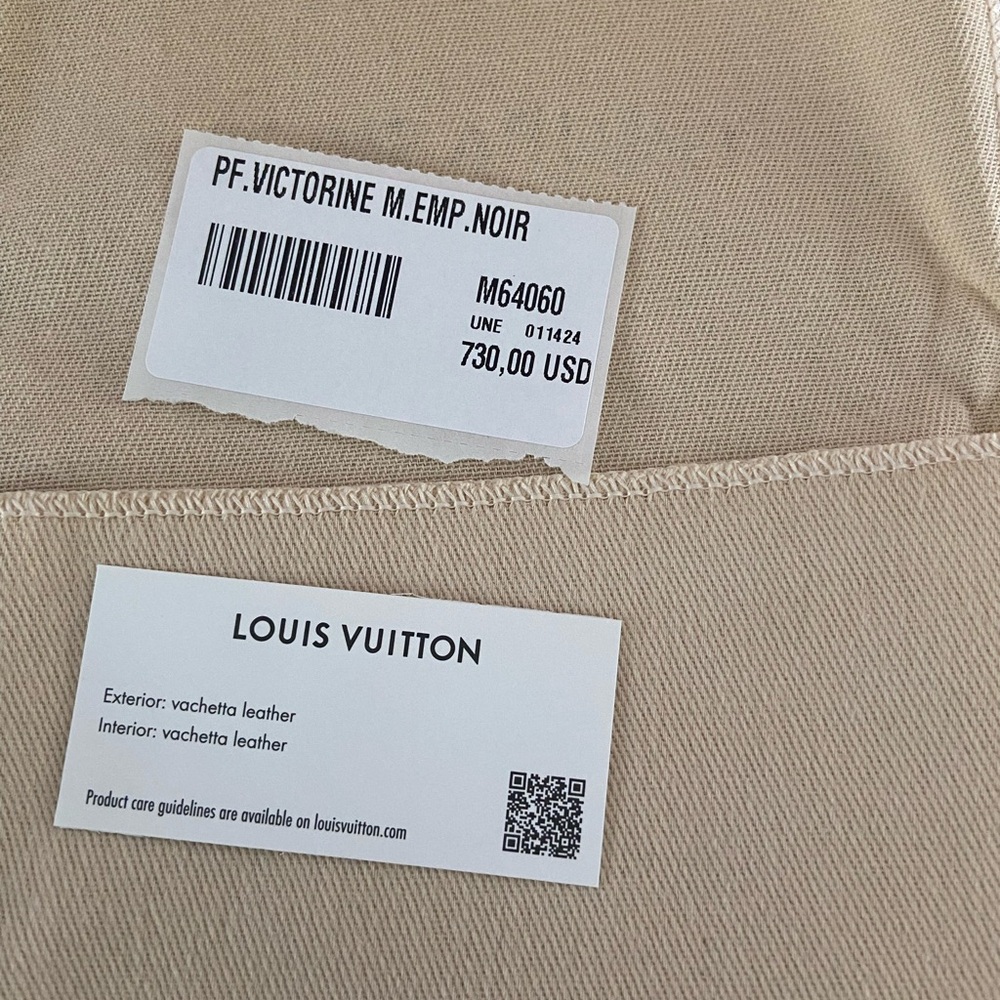 PF.VICTORINE M.EMP.NOIR
M64060
UNE 011424
730,00 USD
LOUIS VUITTON
Exterior: vachetta leather
Interior: vachetta leather
Product care guidelines are available on louisvuitton.com